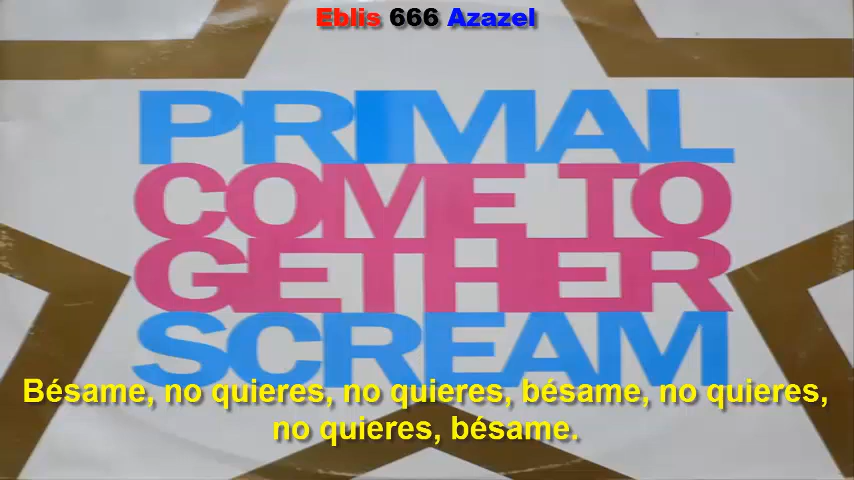 Eblis 666 Azazel
PRIMAL
COME TO
GETHER
SCREAM
Bésame, no quieres, no quieres, bésame, no quieres,
no quieres, bésame.